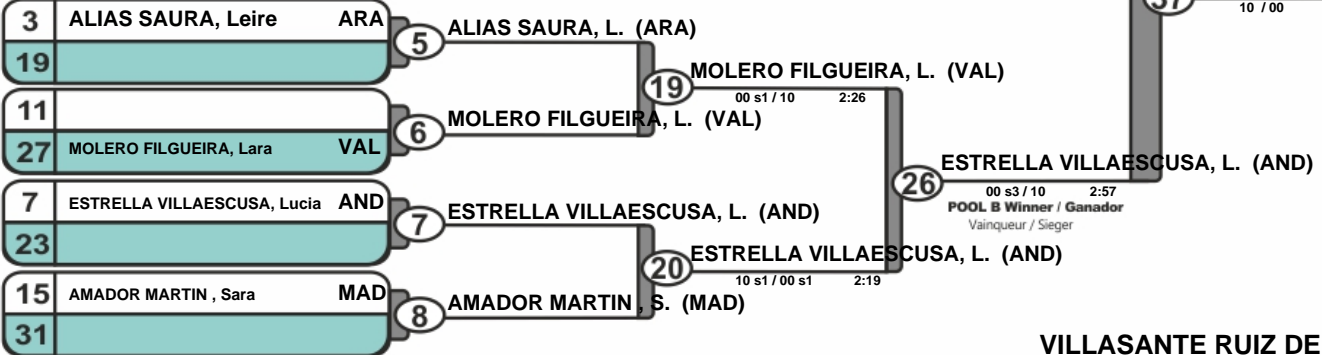 3 ALIAS SAURA, Leire ARA
19
5 ALIAS SAURA, L. (ARA)
11
27 MOLERO FILGUEIRA, Lara VAL
6 MOLERO FILGUEIRA, L. (VAL)
19 MOLERO FILGUEIRA, L. (VAL)
00 s1 / 10 2:26
7 ESTRELLA VILLAESCUSA, Lucia AND
23
7 ESTRELLA VILLAESCUSA, L. (AND)
15 AMADOR MARTIN , Sara MAD
31
8 AMADOR MARTIN , S. (MAD)
20 ESTRELLA VILLAESCUSA, L. (AND)
10 s1 / 00 s1 2:19
26 ESTRELLA VILLAESCUSA, L. (AND)
00 s3 / 10 2:57
POOL B Winner / Ganador
Vainqueur / Sieger
37
10 / 00
VILLASANTE RUIZ DE